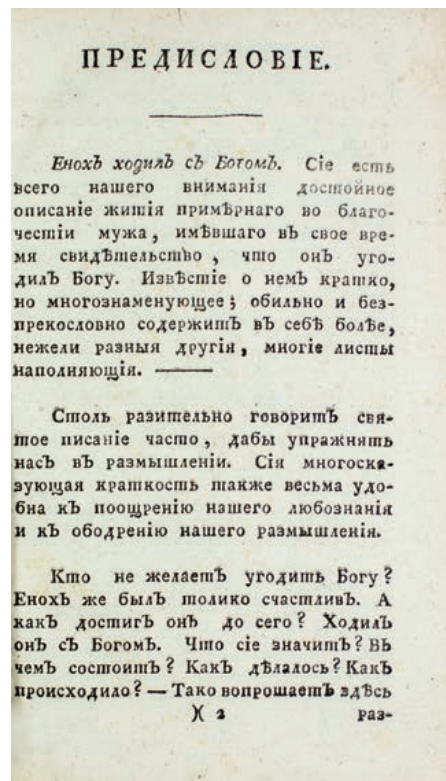 ПРЕДИСЛОВІЕ.
Енохъ ходилъ съ Богомъ. Сіе есть
всего нашего вниманія достойное
описаніе житія примѣрнаго во благо-
честіи мужа, имѣвшаго въ свое вре-
мя свидѣтельство, что онъ уго-
дилъ Богу. Извѣстіе о немъ кратко,
но многознаменующее; обильно и без-
прекословно содержитъ въ себѣ болѣе,
нежели разныя другія, многіе листы
наполняющія. ———
Столь разительно говоритъ свя-
тое писаніе часто, дабы упражнять
насъ въ размышленіи. Сія многоска-
зующая краткость также весьма удо-
бна къ поощренію нашего любознанія
и къ ободренію нашего размышленія.
Кто не желаетъ угодить Богу?
Енохъ же былъ толико счастливъ. А
какъ достигъ онъ до сего? Ходилъ
онъ съ Богомъ. Что сіе значитъ? Въ
чемъ состоитъ? Какъ дѣлалось? Какъ
происходило? — Тако вопрошаетъ здѣсь
)( 2 раз-